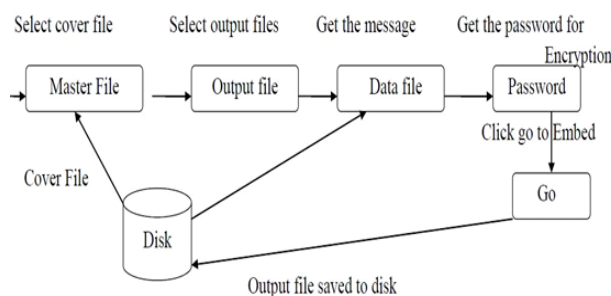 Select cover file
Select output files
Get the message
Get the password for
Encryption
Master File
Output file
Data file
Password
Click go to Embed
Cover File
Go
Disk
Output file saved to disk